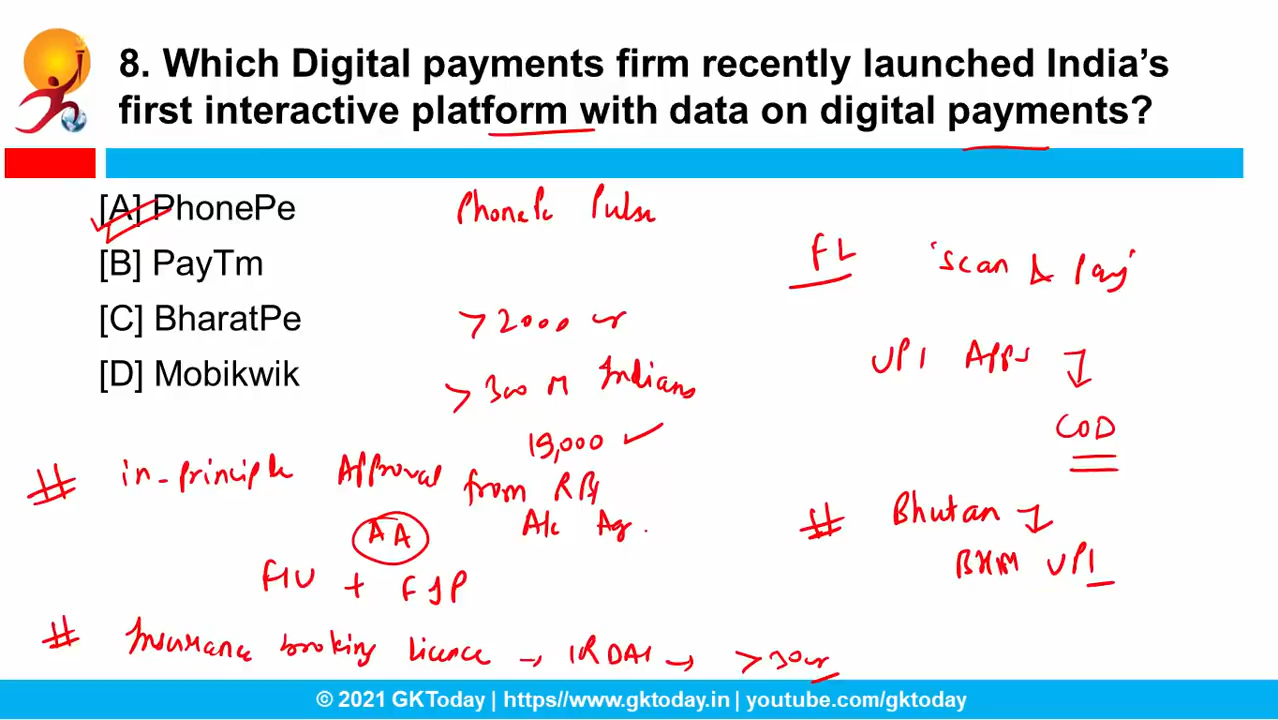 8. Which Digital payments firm recently launched India's
first interactive platform with data on digital payments?
[A] PhonePe
PhonePe Pulse
[B] PayTm
FL 'scan & Pay'
[C] BharatPe
> 2000 cr
UPI Apps
[D] Mobikwik
> 300 M Indians
COD
19,000
# in-principle Approval from RBI
AA
A/c Ag.
# Bhutan
BHIM UPI
FIU + FIP
# Insurance broking licence → IRDAI → > 30 cr
© 2021 GKToday | https//www.gktoday.in | youtube.com/gktoday